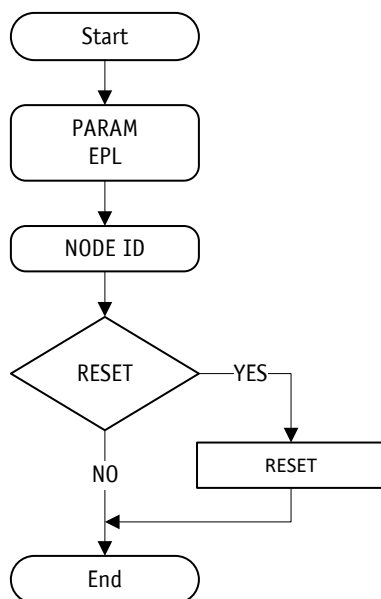 Start
PARAM
EPL
NODE ID
RESET
YES
RESET
NO
End